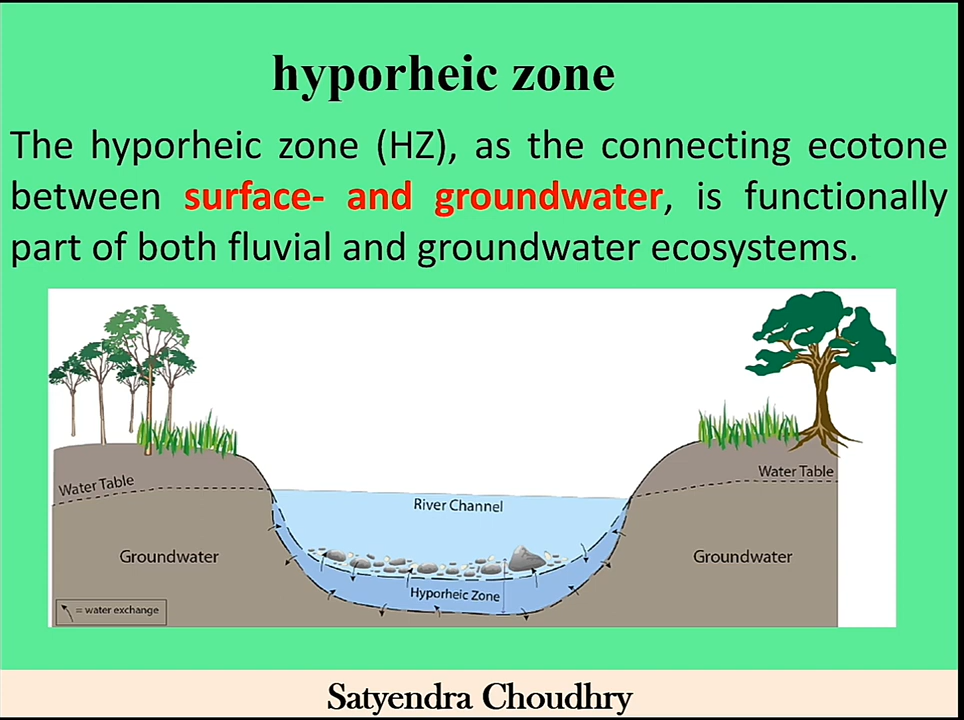 hyporheic zone
The hyporheic zone (HZ), as the connecting ecotone
between surface- and groundwater, is functionally
part of both fluvial and groundwater ecosystems.
Water Table
Water Table
River Channel
Groundwater
Groundwater
Hyporheic Zone
= water exchange
Satyendra Choudhry